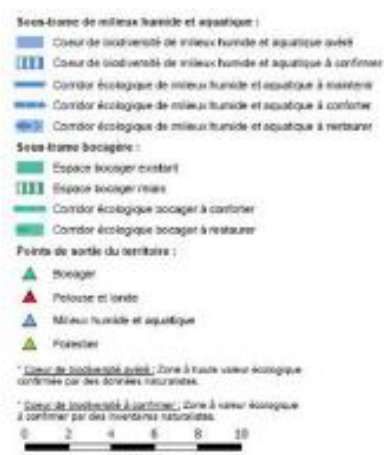 Sous-trame de milieux humide et aquatique :
Coeur de biodiversité de milieux humide et aquatique avéré
Coeur de biodiversité de milieux humide et aquatique à confirmer
Corridor écologique de milieux humide et aquatique à maintenir
Corridor écologique de milieux humide et aquatique à conforter
Corridor écologique de milieux humide et aquatique à restaurer
Sous-trame bocagère :
Espace bocager existant
Espace bocager relais
Corridor écologique bocager à conforter
Corridor écologique bocager à restaurer
Points de sortie du territoire :
Bocager
Pelouse et lande
Milieux humide et aquatique
Forestier
* Coeur de biodiversité avéré : Zone à haute valeur écologique
confirmée par des données naturalistes.
* Coeur de biodiversité à confirmer : Zone à valeur écologique
à confirmer par des inventaires naturalistes.
0 2 4 6 8 10